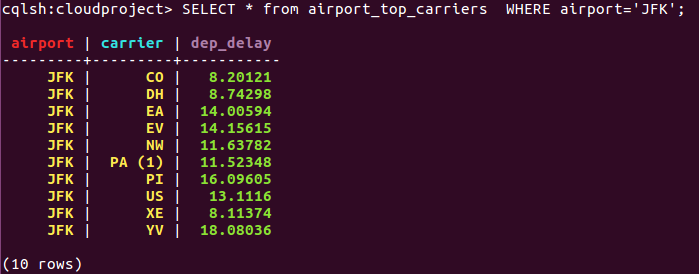 cqlsh:cloudproject> SELECT * from airport_top_carriers  WHERE airport='JFK';
 airport | carrier | dep_delay
---------+---------+-----------
     JFK |      CO |   8.20121
     JFK |      DH |   8.74298
     JFK |      EA |  14.00594
     JFK |      EV |  14.15615
     JFK |      NW |  11.63782
     JFK |  PA (1) |  11.52348
     JFK |      PI |  16.09605
     JFK |      US |   13.1116
     JFK |      XE |   8.11374
     JFK |      YV |  18.08036
(10 rows)